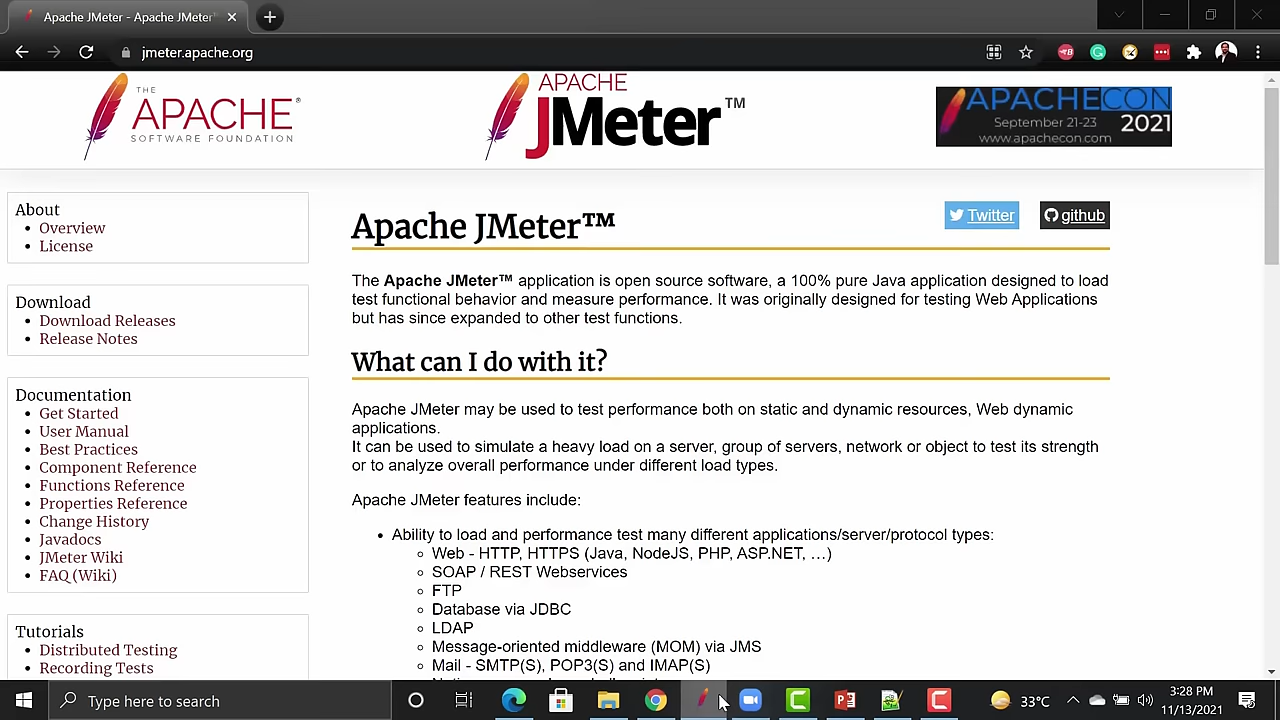 Apache JMeter - Apache JMeter
jmeter.apache.org
THE
APACHE®
SOFTWARE FOUNDATION
APACHE
JMeter™
APACHECON
September 21-23
2021
www.apachecon.com
About
• Overview
• License
Download
• Download Releases
• Release Notes
Documentation
• Get Started
• User Manual
• Best Practices
• Component Reference
• Functions Reference
• Properties Reference
• Change History
• Javadocs
• JMeter Wiki
• FAQ (Wiki)
Tutorials
• Distributed Testing
• Recording Tests
Twitter
github
Apache JMeter™
The Apache JMeter™ application is open source software, a 100% pure Java application designed to load
test functional behavior and measure performance. It was originally designed for testing Web Applications
but has since expanded to other test functions.
What can I do with it?
Apache JMeter may be used to test performance both on static and dynamic resources, Web dynamic
applications.
It can be used to simulate a heavy load on a server, group of servers, network or object to test its strength
or to analyze overall performance under different load types.
Apache JMeter features include:
• Ability to load and performance test many different applications/server/protocol types:
◦ Web - HTTP, HTTPS (Java, NodeJS, PHP, ASP.NET, …)
◦ SOAP / REST Webservices
◦ FTP
◦ Database via JDBC
◦ LDAP
◦ Message-oriented middleware (MOM) via JMS
◦ Mail - SMTP(S), POP3(S) and IMAP(S)
Type here to search
33°C
3:28 PM
11/13/2021